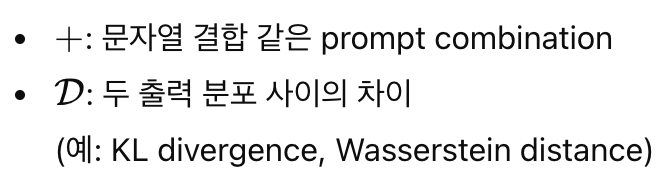 • +: 문자열 결합 같은 prompt combination
• 𝒟: 두 출력 분포 사이의 차이
(예: KL divergence, Wasserstein distance)